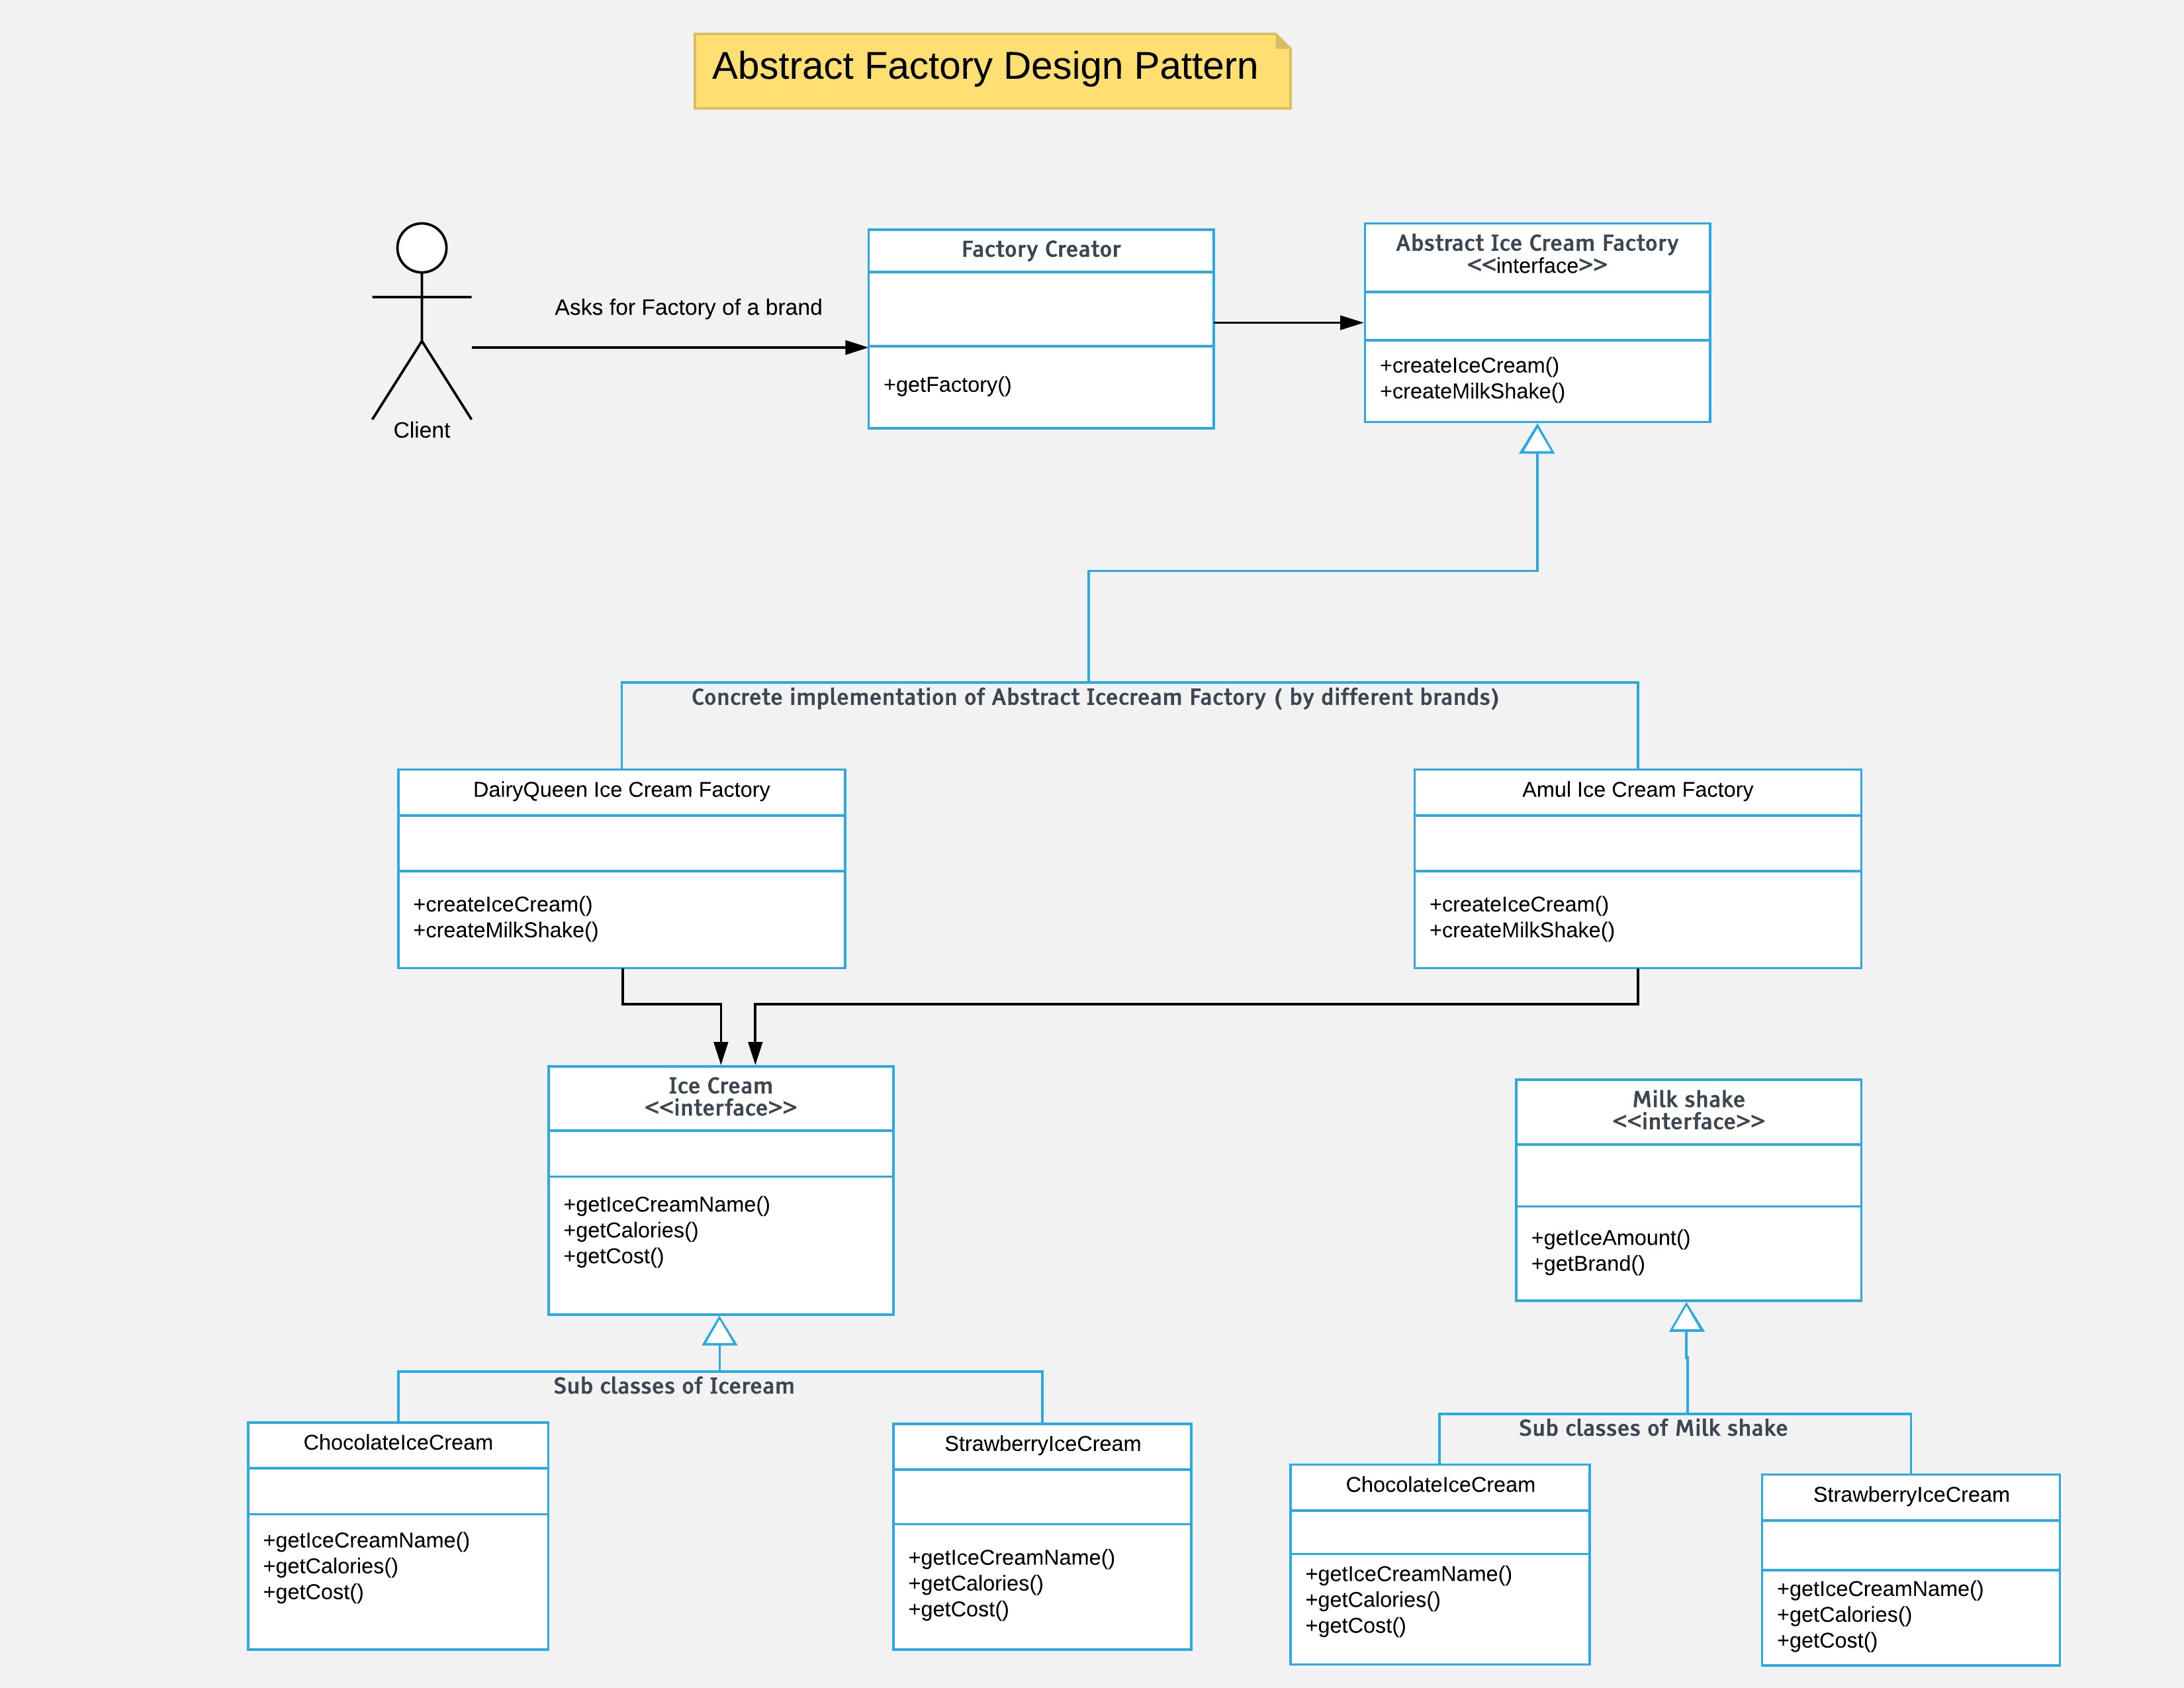 Abstract Factory Design Pattern
Client
Asks for Factory of a brand
Factory Creator
+getFactory()
Abstract Ice Cream Factory
<<interface>>
+createIceCream()
+createMilkShake()
Concrete implementation of Abstract Icecream Factory ( by different brands)
DairyQueen Ice Cream Factory
+createIceCream()
+createMilkShake()
Amul Ice Cream Factory
+createIceCream()
+createMilkShake()
Ice Cream
<<interface>>
+getIceCreamName()
+getCalories()
+getCost()
Milk shake
<<interface>>
+getIceAmount()
+getBrand()
Sub classes of Iceream
ChocolateIceCream
+getIceCreamName()
+getCalories()
+getCost()
StrawberryIceCream
+getIceCreamName()
+getCalories()
+getCost()
Sub classes of Milk shake
ChocolateIceCream
+getIceCreamName()
+getCalories()
+getCost()
StrawberryIceCream
+getIceCreamName()
+getCalories()
+getCost()